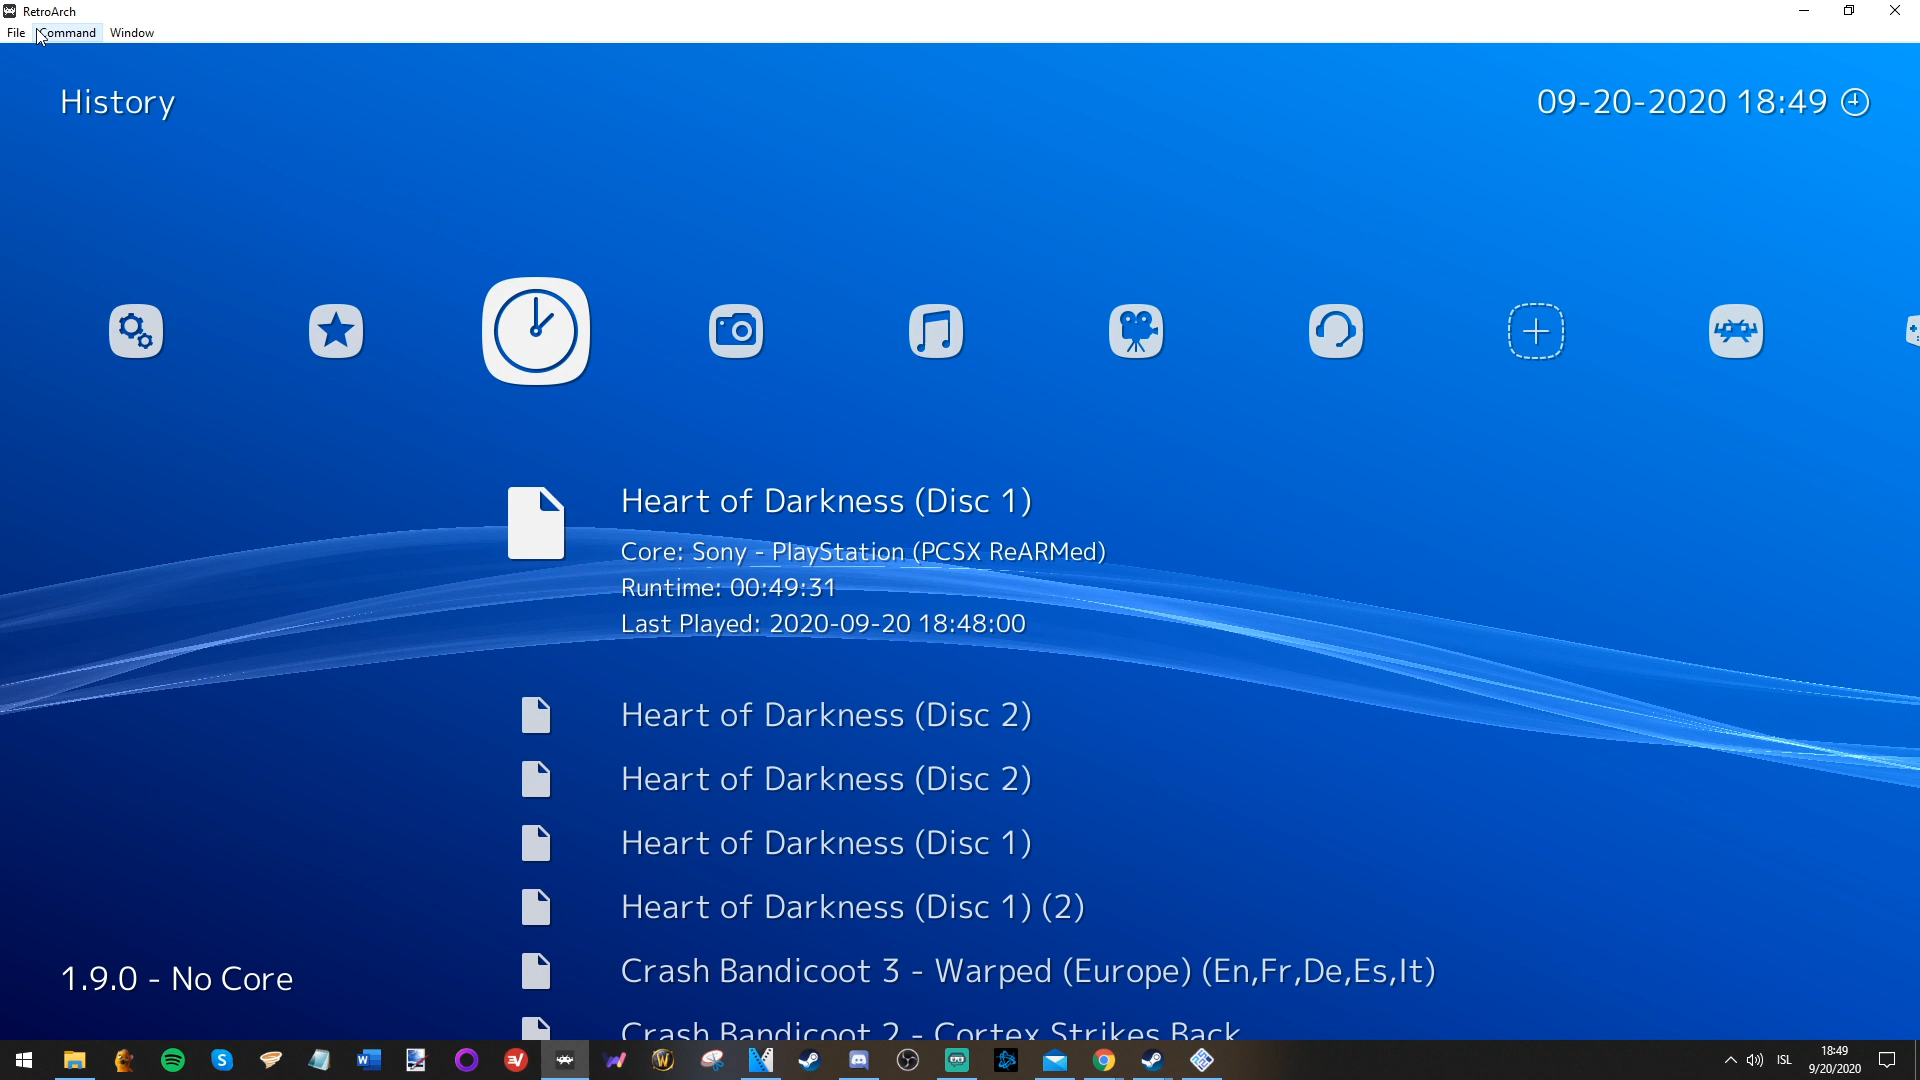 RetroArch
File Command Window
History
09-20-2020 18:49
Heart of Darkness (Disc 1)
Core: Sony - PlayStation (PCSX ReARMed)
Runtime: 00:49:31
Last Played: 2020-09-20 18:48:00
Heart of Darkness (Disc 2)
Heart of Darkness (Disc 2)
Heart of Darkness (Disc 1)
Heart of Darkness (Disc 1) (2)
Crash Bandicoot 3 - Warped (Europe) (En,Fr,De,Es,It)
1.9.0 - No Core
Crash Bandicoot 2 - Cortex Strikes Back
ISL
18:49
9/20/2020